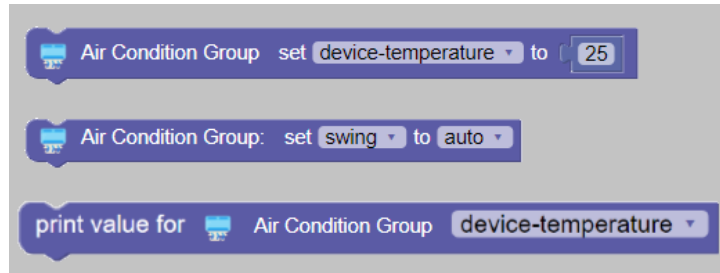 Air Condition Group set device-temperature to 25
Air Condition Group: set swing to auto
print value for Air Condition Group device-temperature